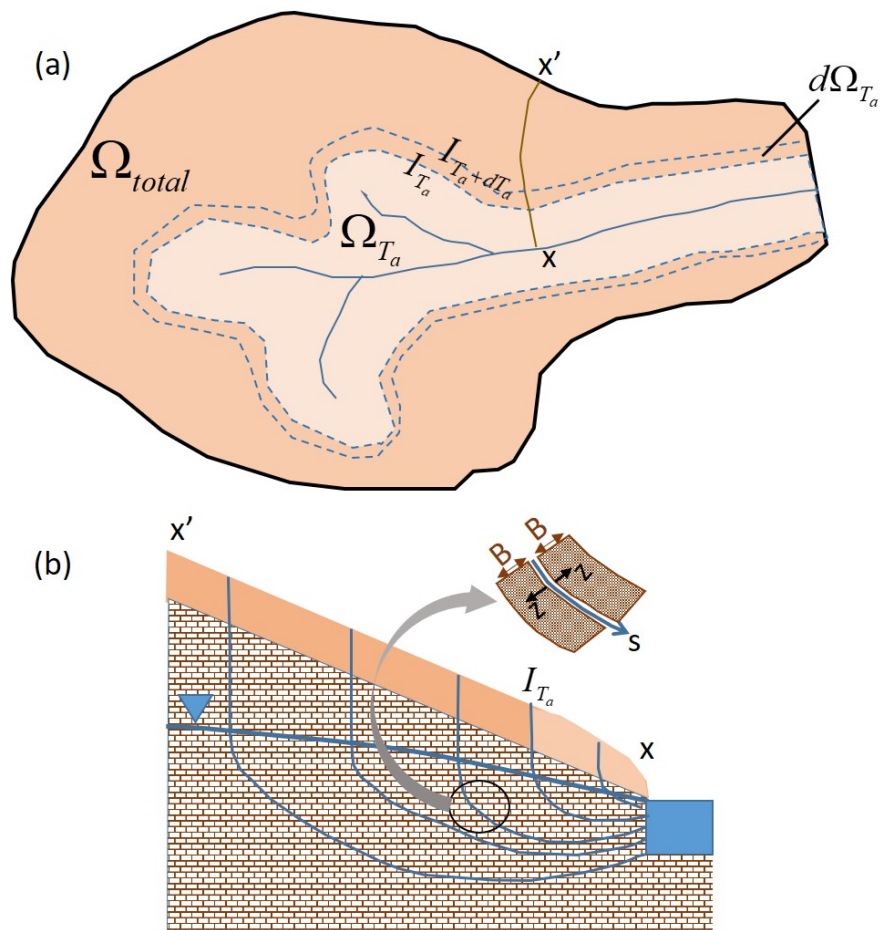 (a)
x'
dΩ_{T_a}
Ω_{total}
I_{T_a+dT_a}
I_{T_a}
Ω_{T_a}
x
(b)
x'
B
B
z
z
s
I_{T_a}
x